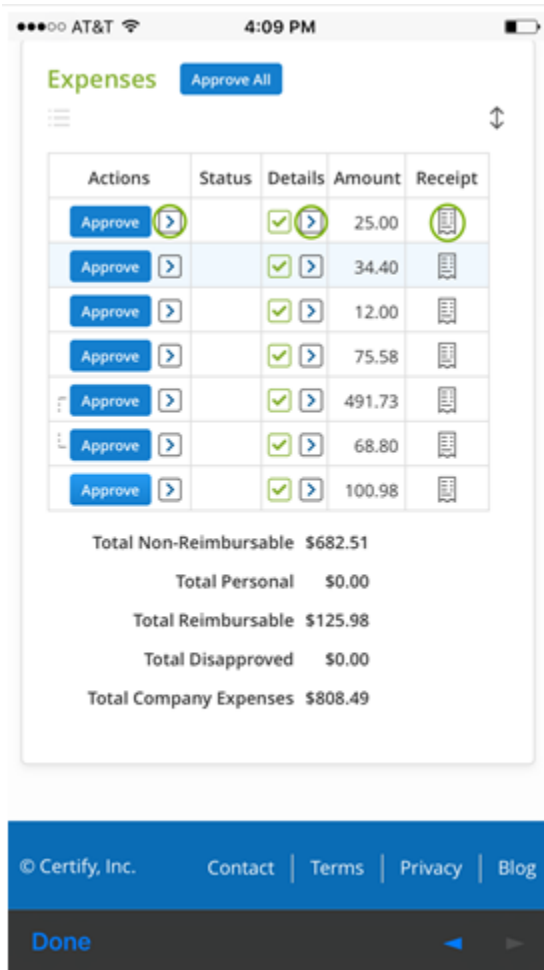 AT&T 4:09 PM
Expenses Approve All
Actions Status Details Amount Receipt
Approve 25.00
Approve 34.40
Approve 12.00
Approve 75.58
Approve 491.73
Approve 68.80
Approve 100.98
Total Non-Reimbursable $682.51
Total Personal $0.00
Total Reimbursable $125.98
Total Disapproved $0.00
Total Company Expenses $808.49
© Certify, Inc. Contact | Terms | Privacy | Blog
Done